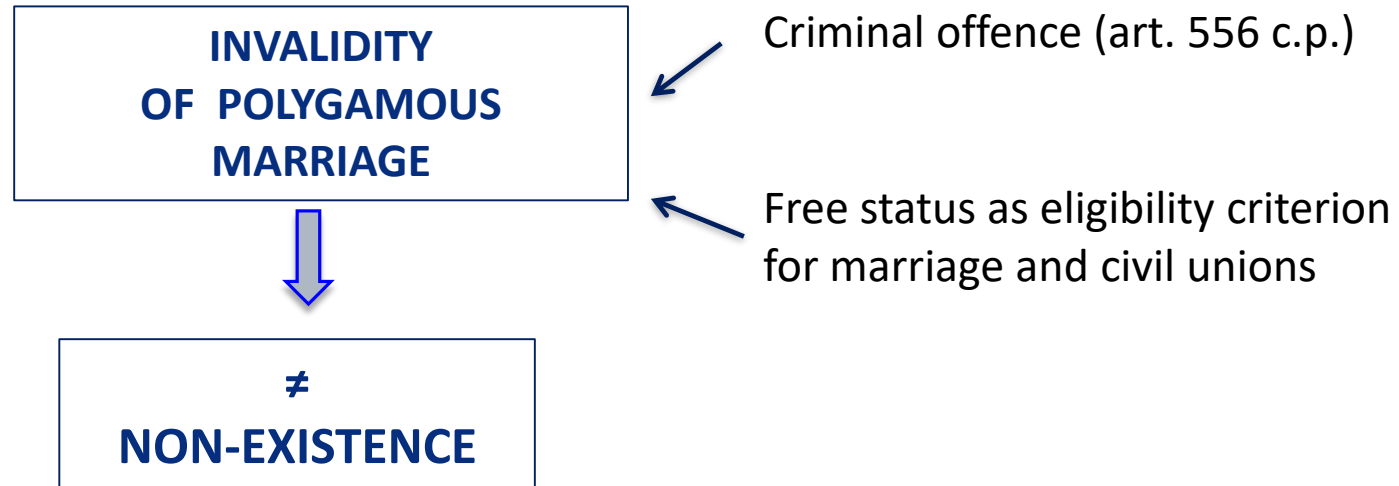 INVALIDITY
OF POLYGAMOUS
MARRIAGE
Criminal offence (art. 556 c.p.)
Free status as eligibility criterion
for marriage and civil unions
≠
NON-EXISTENCE